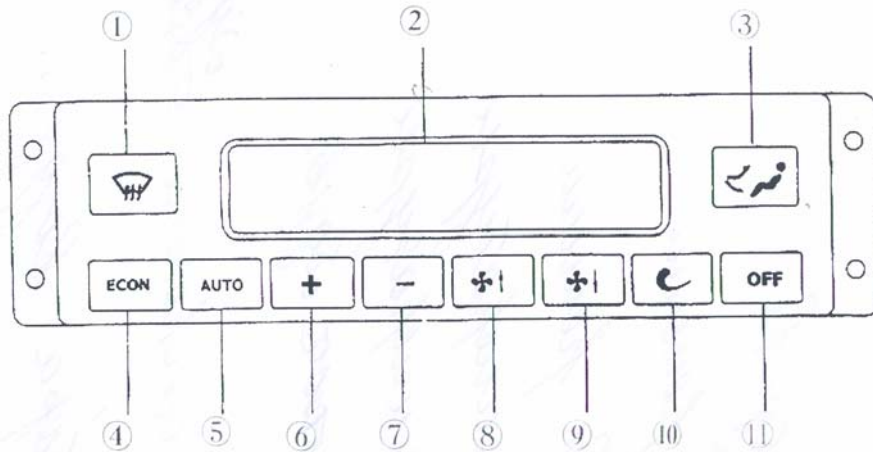 ① ② ③
ECON AUTO + − OFF
④ ⑤ ⑥ ⑦ ⑧ ⑨ ⑩ ⑪